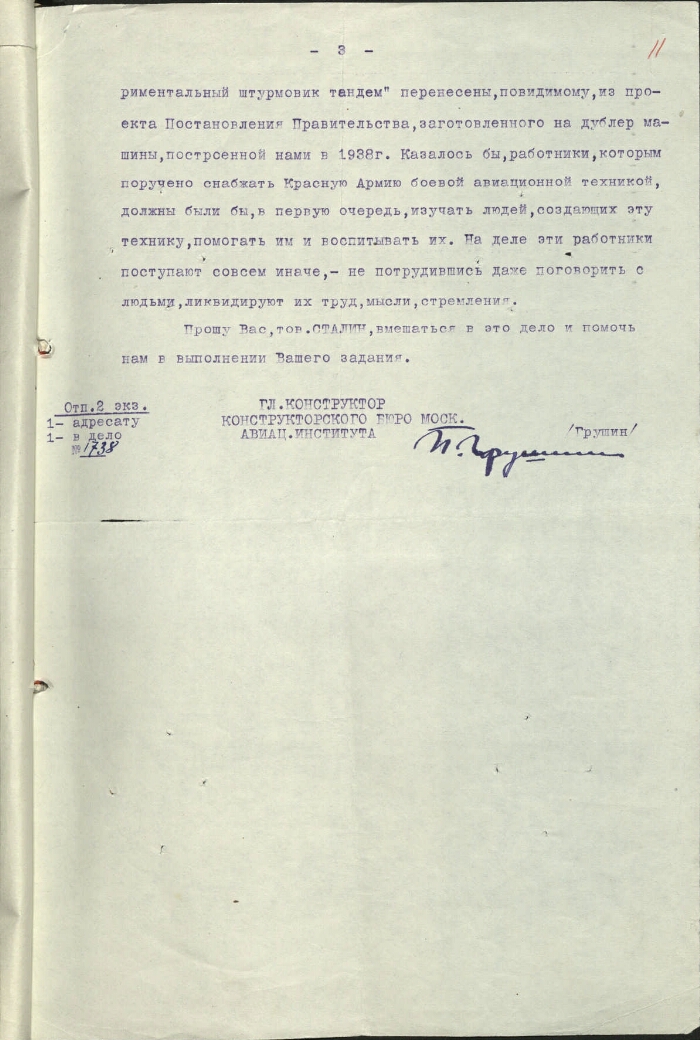 - 3 -
11
риментальный штурмовик тандем" перенесены,повидимому,из про-
екта Постановления Правительства,заготовленного на дублер ма-
шины,построенной нами в 1938г. Казалось бы,работники,которым
поручено снабжать Красную Армию боевой авиационной техникой,
должны были бы,в первую очередь,изучать людей,создающих эту
технику,помогать им и воспитывать их. На деле эти работники
поступают совсем иначе,- не потрудившись даже поговорить с
людьми,ликвидируют их труд,мысли,стремления.
Прошу Вас,тов.СТАЛИН,вмешаться в это дело и помочь
нам в выполнении Вашего задания.
Отп.2 экз.
1- адресату
1- в дело
№1738
ГЛ.КОНСТРУКТОР
КОНСТРУКТОРСКОГО БЮРО МОСК.
АВИАЦ.ИНСТИТУТА
/Грушин/
П.Грушин